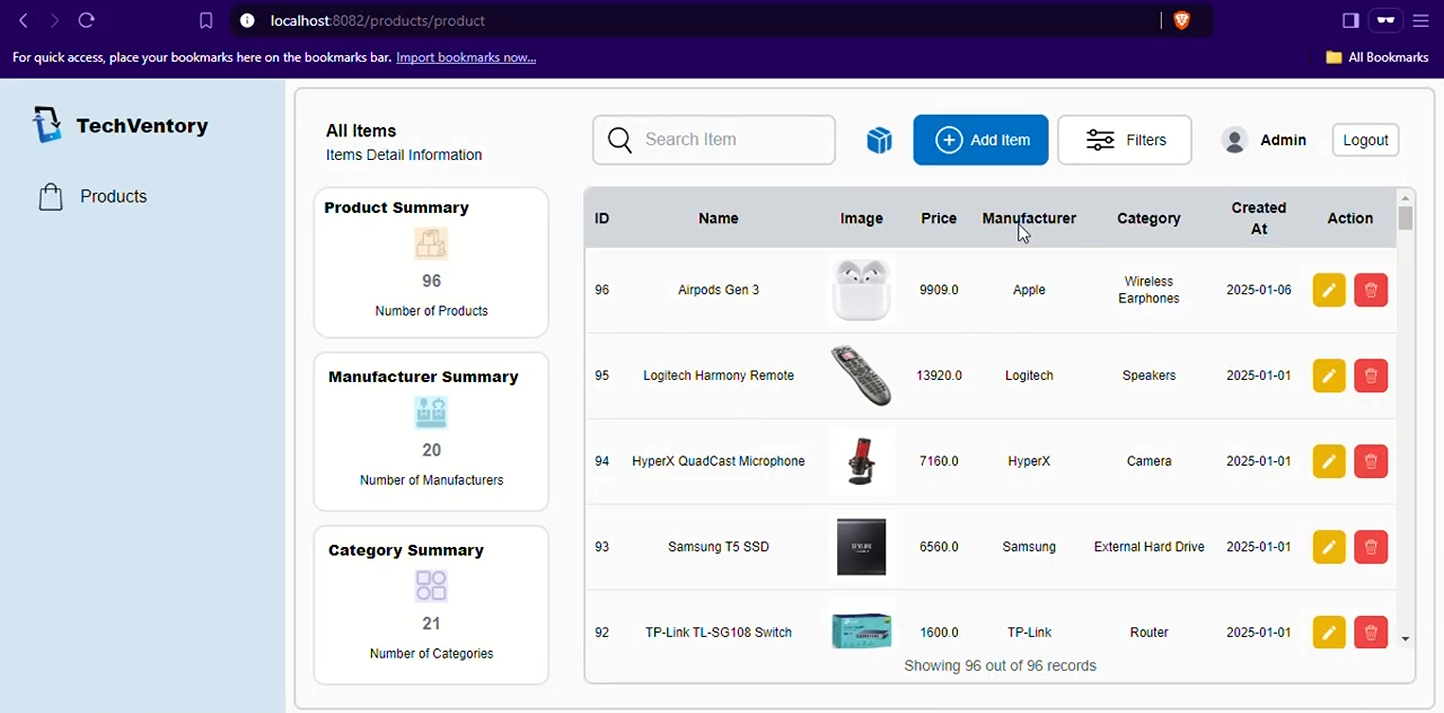 localhost:8082/products/product
For quick access, place your bookmarks here on the bookmarks bar. Import bookmarks now...
All Bookmarks
TechVentory
Products
All Items
Items Detail Information
Search Item
Add Item
Filters
Admin
Logout
Product Summary
96
Number of Products
Manufacturer Summary
20
Number of Manufacturers
Category Summary
21
Number of Categories
ID Name Image Price Manufacturer Category Created At Action
96 Airpods Gen 3 9909.0 Apple Wireless Earphones 2025-01-06
95 Logitech Harmony Remote 13920.0 Logitech Speakers 2025-01-01
94 HyperX QuadCast Microphone 7160.0 HyperX Camera 2025-01-01
93 Samsung T5 SSD 6560.0 Samsung External Hard Drive 2025-01-01
92 TP-Link TL-SG108 Switch 1600.0 TP-Link Router 2025-01-01
Showing 96 out of 96 records